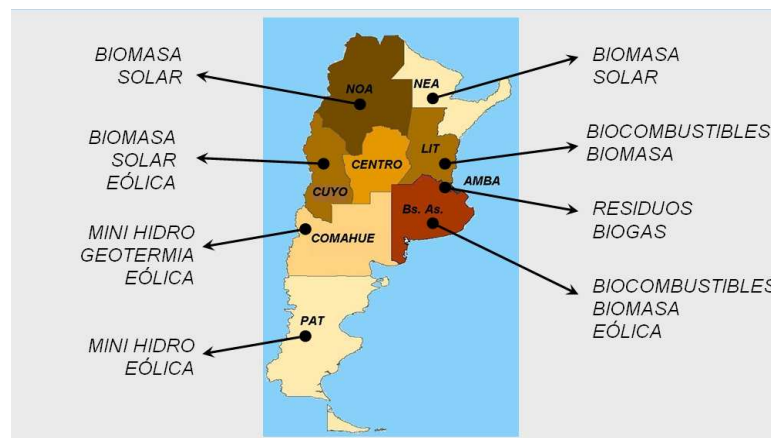 BIOMASA
SOLAR
BIOMASA
SOLAR
EÓLICA
MINI HIDRO
GEOTERMIA
EÓLICA
MINI HIDRO
EÓLICA
NOA
NEA
LIT
CENTRO
CUYO
AMBA
Bs. As.
COMAHUE
PAT
BIOMASA
SOLAR
BIOCOMBUSTIBLES
BIOMASA
RESIDUOS
BIOGAS
BIOCOMBUSTIBLES
BIOMASA
EÓLICA